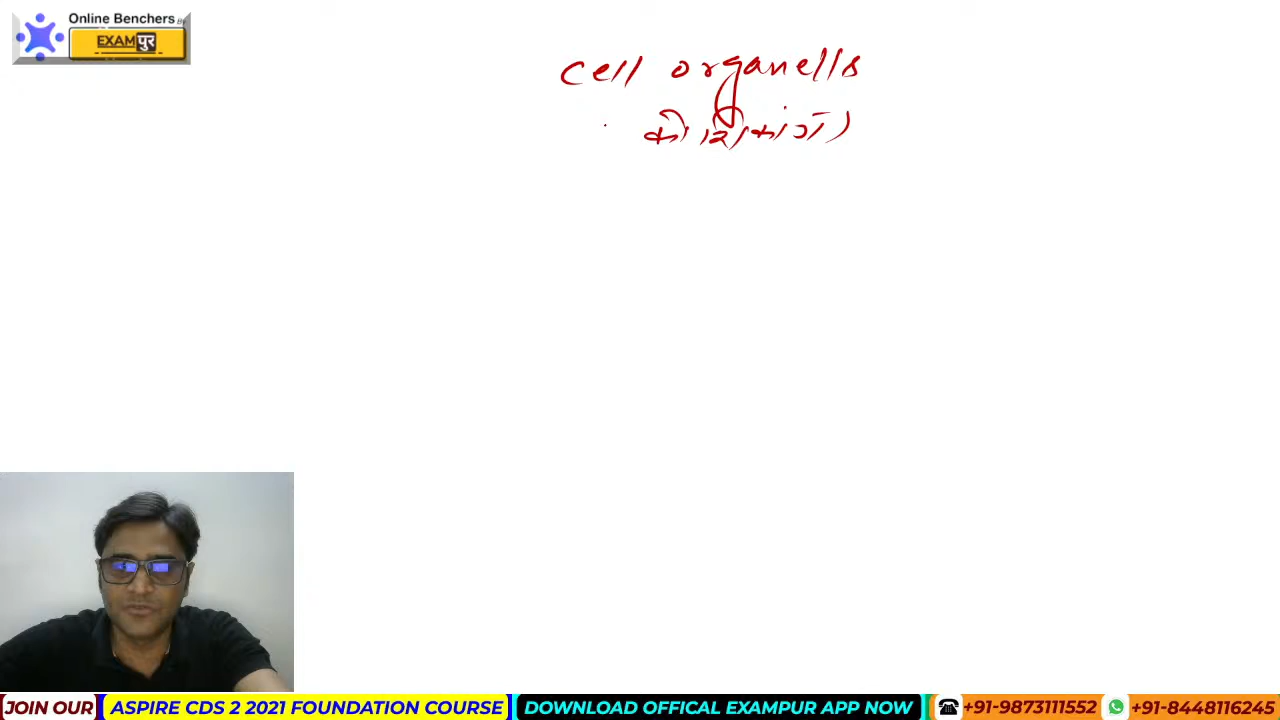 Online Benchers By
EXAMपुर
Cell organells
कोशिकांगों
JOIN OUR ASPIRE CDS 2 2021 FOUNDATION COURSE DOWNLOAD OFFICAL EXAMPUR APP NOW +91-9873111552 +91-8448116245